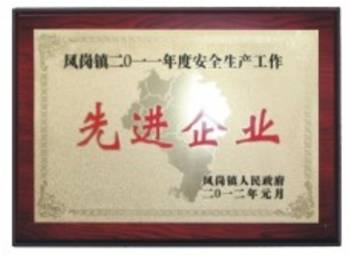 凤岗镇二〇一一年度安全生产工作
先进企业
凤岗镇人民政府
二〇一二年元月